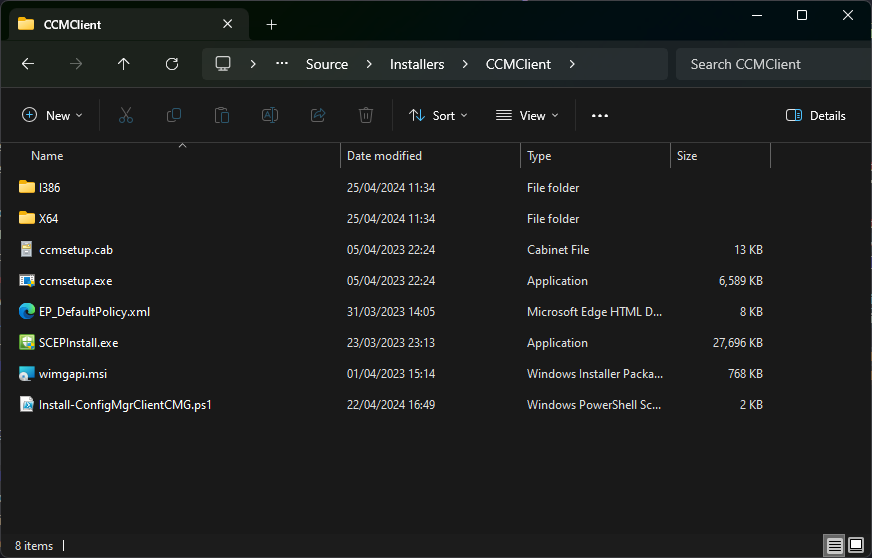 CCMClient
Source Installers CCMClient Search CCMClient
New Sort View Details
Name Date modified Type Size
I386 25/04/2024 11:34 File folder
X64 25/04/2024 11:34 File folder
ccmsetup.cab 05/04/2023 22:24 Cabinet File 13 KB
ccmsetup.exe 05/04/2023 22:24 Application 6,589 KB
EP_DefaultPolicy.xml 31/03/2023 14:05 Microsoft Edge HTML D... 8 KB
SCEPInstall.exe 23/03/2023 23:13 Application 27,696 KB
wimgapi.msi 01/04/2023 15:14 Windows Installer Packa... 768 KB
Install-ConfigMgrClientCMG.ps1 22/04/2024 16:49 Windows PowerShell Sc... 2 KB
8 items